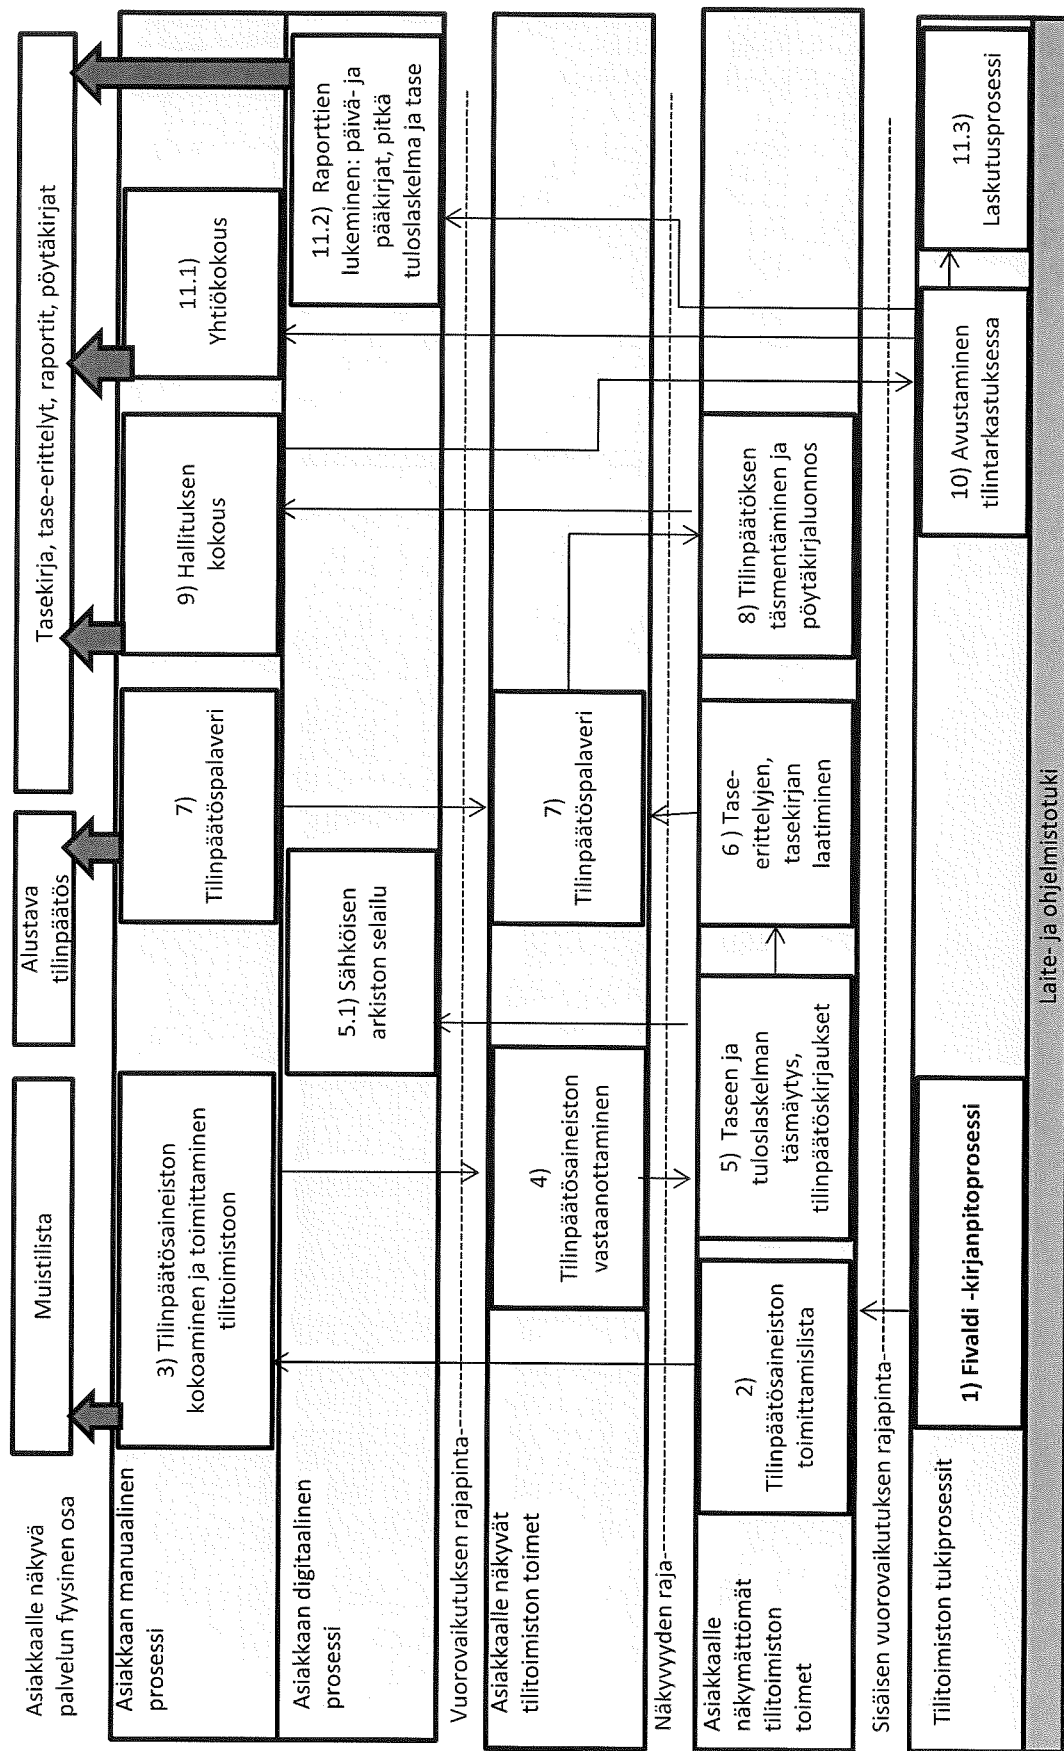 Asiakkaalle näkyvä
palvelun fyysinen osa
Muistilista
Alustava
tilinpäätös
Tasekirja, tase-erittelyt, raportit, pöytäkirjat
Asiakkaan manuaalinen
prosessi
3) Tilinpäätösaineiston
kokoaminen ja toimittaminen
tilitoimistoon
7)
Tilinpäätöspalaveri
9) Hallituksen
kokous
11.1)
Yhtiökokous
Asiakkaan digitaalinen
prosessi
5.1) Sähköisen
arkiston selailu
11.2) Raporttien
lukeminen: päivä- ja
pääkirjat, pitkä
tuloslaskelma ja tase
Vuorovaikutuksen rajapinta
Asiakkaalle näkyvät
tilitoimiston toimet
4)
Tilinpäätösaineiston
vastaanottaminen
7)
Tilinpäätöspalaveri
Näkyvyyden raja
Asiakaalle
näkymättömät
tilitoimiston
toimet
2)
Tilinpäätösaineiston
toimittamislista
5) Taseen ja
tuloslaskelman
täsmäytys,
tilinpäätöskirjaukset
6 ) Tase-
erittelyjen,
tasekirjan
laatiminen
8) Tilinpäätöksen
täsmentäminen ja
pöytäkirjaluonnos
Sisäisen vuorovaikutuksen rajapinta
Tilitoimiston tukiprosessit
1) Fivaldi -kirjanpitoprosessi
10) Avustaminen
tilintarkastuksessa
11.3)
Laskutusprosessi
Laite- ja ohjelmistotuki